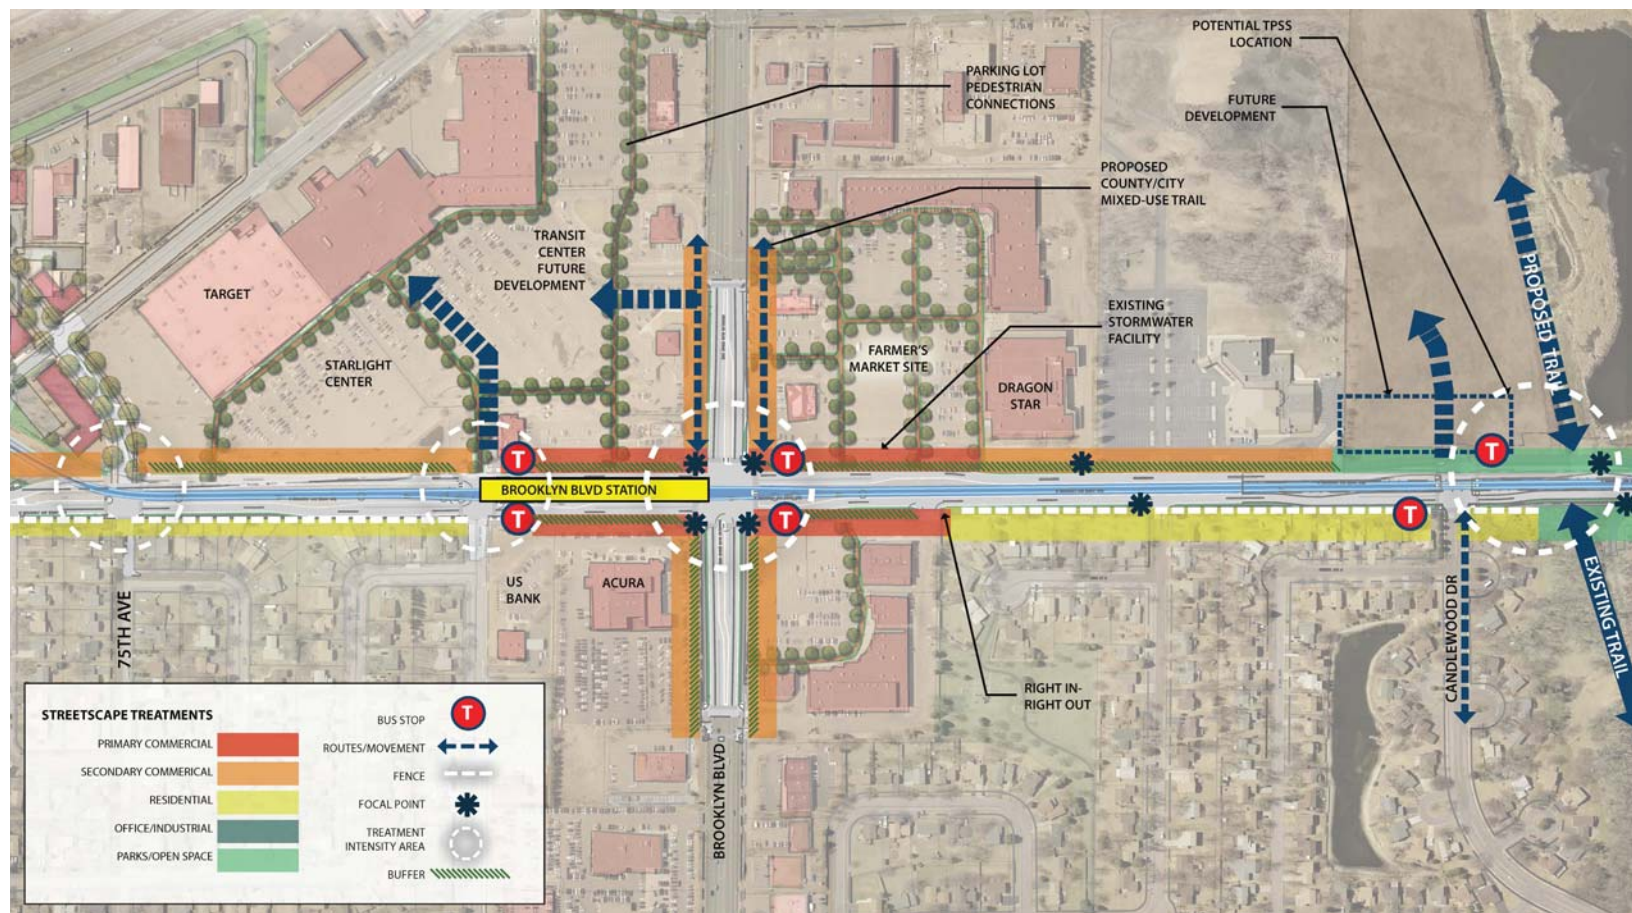 POTENTIAL TPSS
LOCATION
PARKING LOT
PEDESTRIAN
CONNECTIONS
FUTURE
DEVELOPMENT
PROPOSED
COUNTY/CITY
MIXED-USE TRAIL
TRANSIT
CENTER
FUTURE
DEVELOPMENT
TARGET
PROPOSED TRAIL
EXISTING
STORMWATER
FACILITY
STARLIGHT
CENTER
FARMER'S
MARKET SITE
DRAGON
STAR
T
T
T
BROOKLYN BLVD STATION
T
T
T
US
BANK
ACURA
75TH AVE
CANDLEWOOD DR
EXISTING TRAIL
RIGHT IN-
RIGHT OUT
BROOKLYN BLVD
STREETSCAPE TREATMENTS
PRIMARY COMMERCIAL
SECONDARY COMMERICAL
RESIDENTIAL
OFFICE/INDUSTRIAL
PARKS/OPEN SPACE
BUS STOP
T
ROUTES/MOVEMENT
FENCE
FOCAL POINT
TREATMENT
INTENSITY AREA
BUFFER